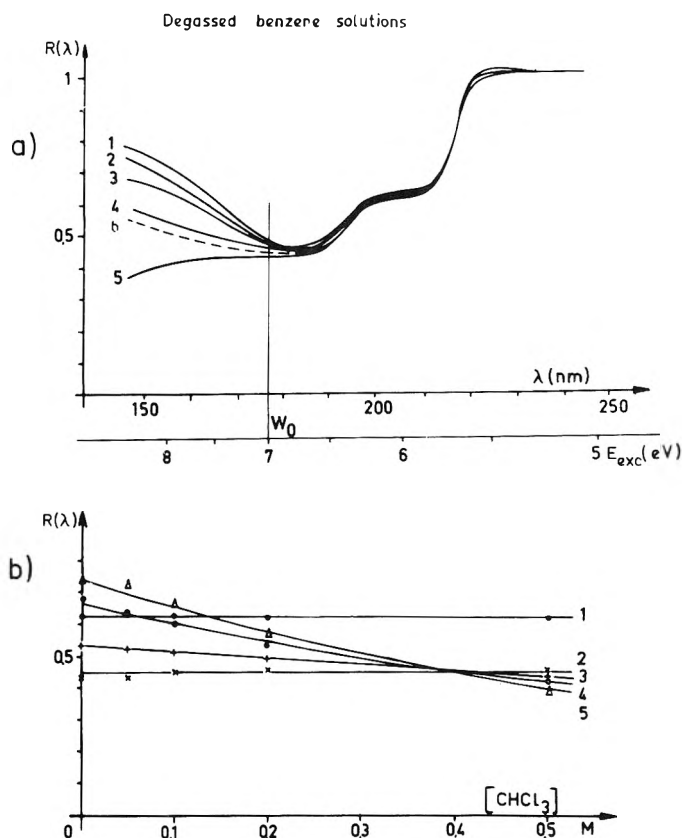 Degassed benzene solutions
R(λ)
1
a)
1
2
3
4
6
5
0,5
λ(nm)
150
200
250
W₀
8
7
6
5
E exc (eV)
R(λ)
b)
1
0,5
2
3
4
5
[CHCl₃]
0
0,1
0,2
0,3
0,4
0,5
M